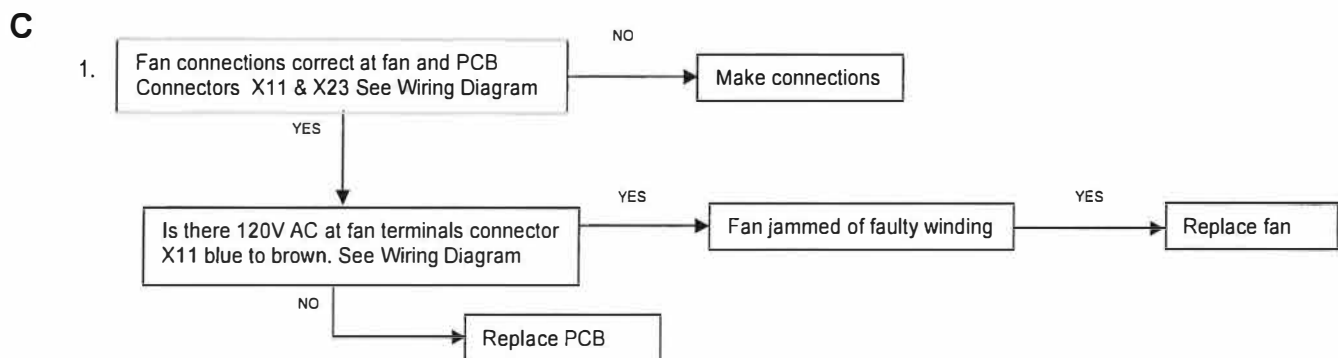 C
1.
Fan connections correct at fan and PCB
Connectors X11 & X23 See Wiring Diagram
NO
Make connections
YES
Is there 120V AC at fan terminals connector
X11 blue to brown. See Wiring Diagram
YES
Fan jammed of faulty winding
YES
Replace fan
NO
Replace PCB